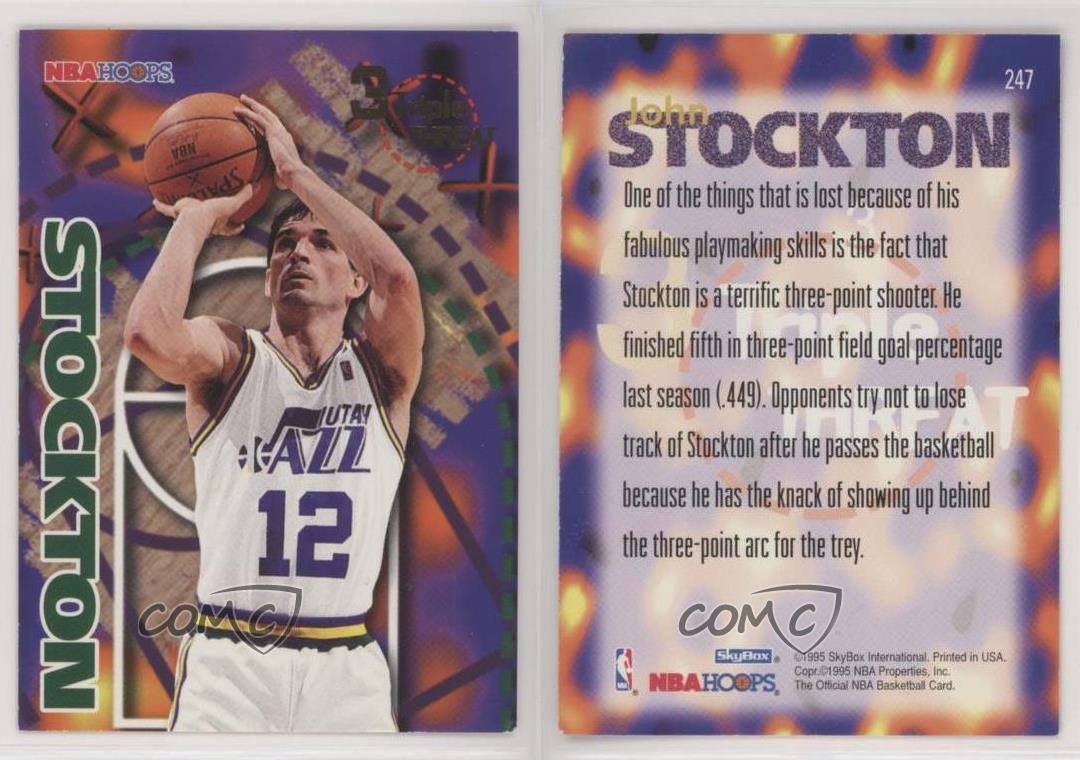 NBA HOOPS
3
Triple
THREAT
NBA
SPALDING
STOCKTON
UTAH
JAZZ
12
COMC
247
John
STOCKTON
One of the things that is lost because of his
fabulous playmaking skills is the fact that
Stockton is a terrific three-point shooter. He
finished fifth in three-point field goal percentage
last season (.449). Opponents try not to lose
track of Stockton after he passes the basketball
because he has the knack of showing up behind
the three-point arc for the trey.
3
Triple
THREAT
COMC
SkyBox
NBA
NBA HOOPS
©1995 SkyBox International. Printed in USA.
Copr.©1995 NBA Properties, Inc.
The Official NBA Basketball Card.